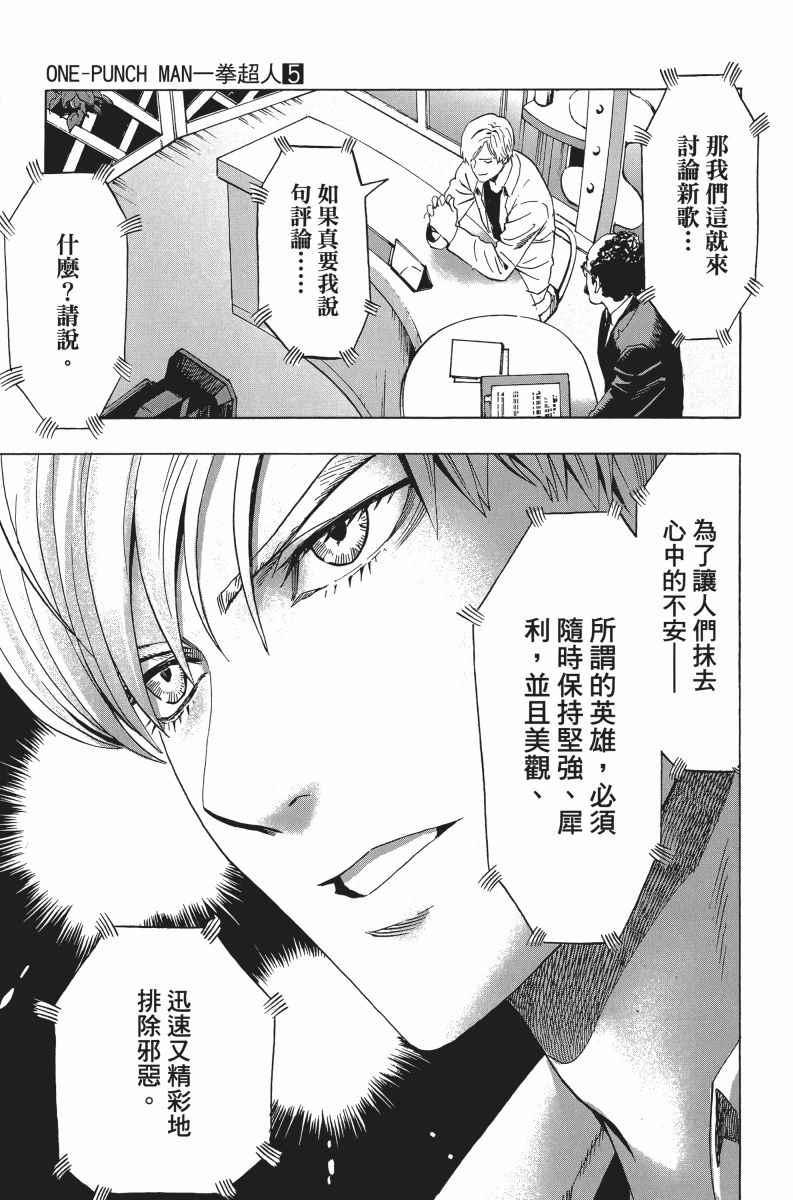 ONE-PUNCH MAN一拳超人5
那我們這就來
討論新歌…
如果真要我說
句評論……
什麼？請說。
為了讓人們抹去
心中的不安——
所謂的英雄，必須
隨時保持堅強、犀
利，並且美觀、
迅速又精彩地
排除邪惡。